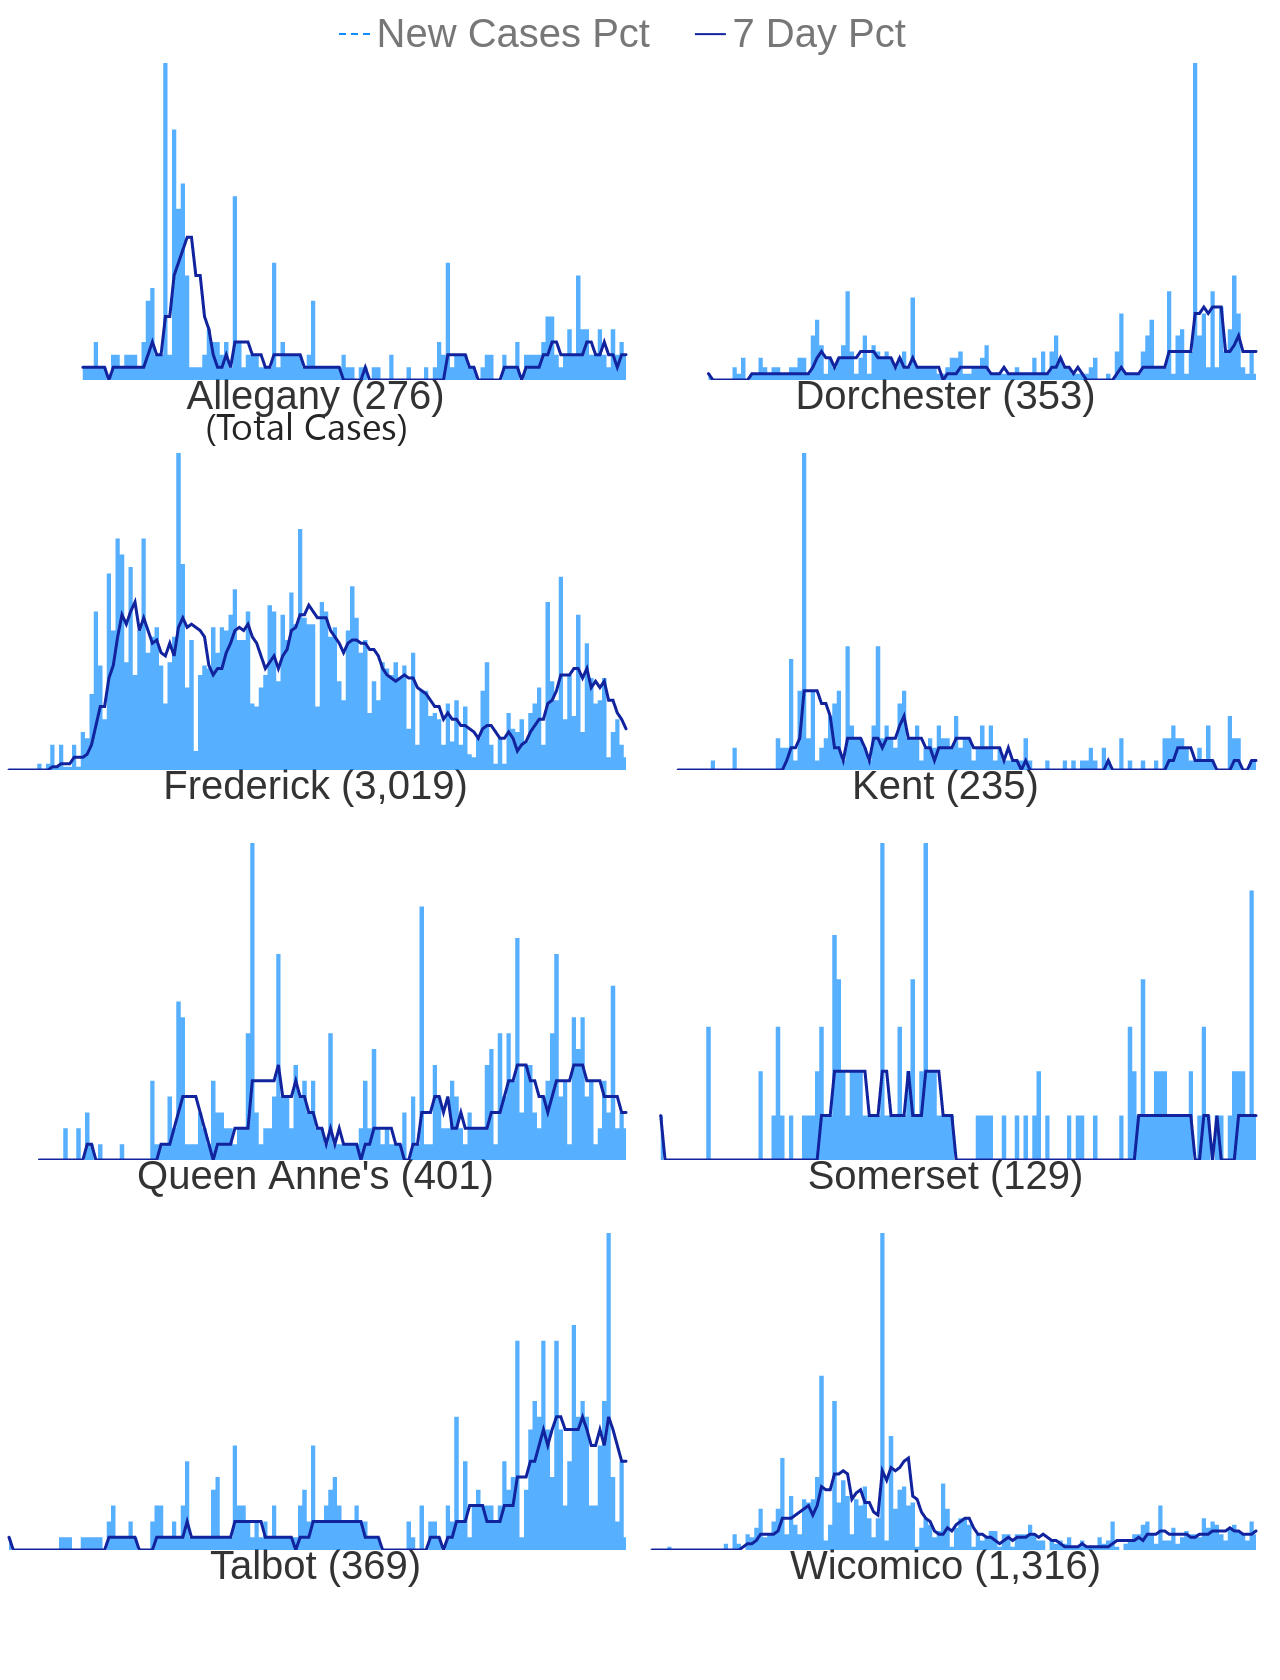 New Cases Pct 7 Day Pct
Allegany (276) Dorchester (353)
(Total Cases)
Frederick (3,019) Kent (235)
Queen Anne's (401) Somerset (129)
Talbot (369) Wicomico (1,316)